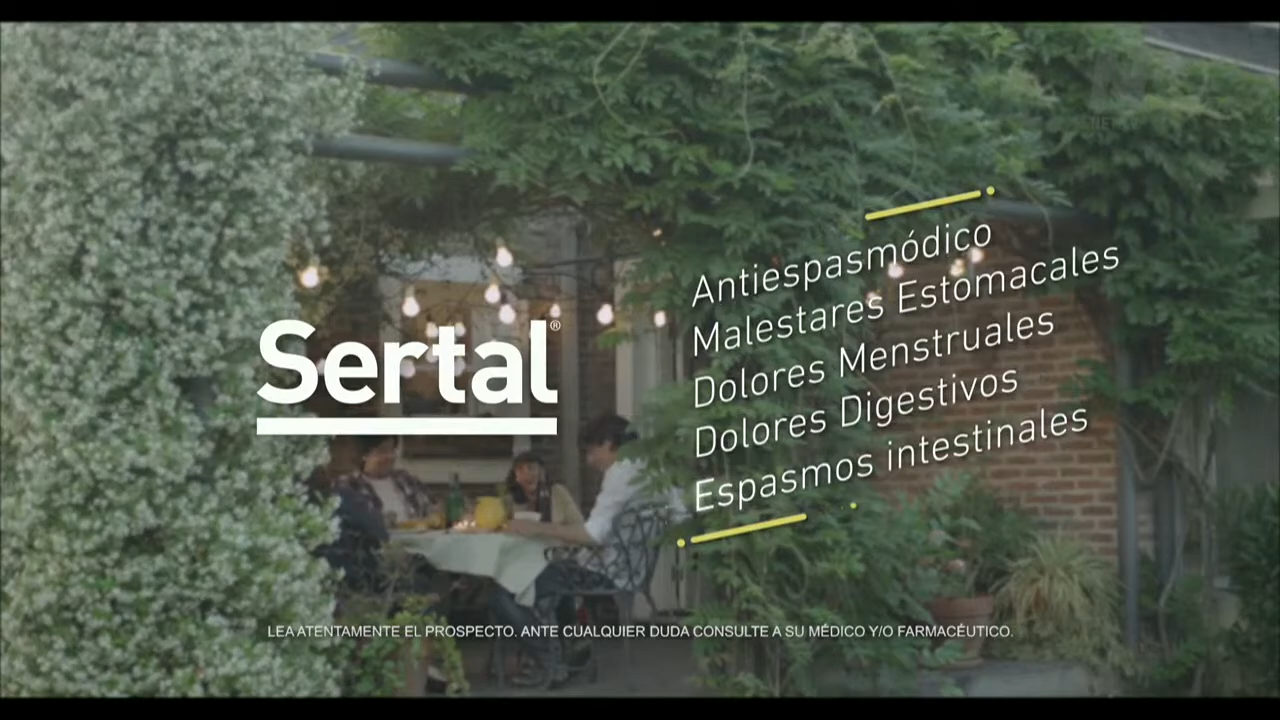 Sertal®
Antiespasmódico
Malestares Estomacales
Dolores Menstruales
Dolores Digestivos
Espasmos intestinales
LEA ATENTAMENTE EL PROSPECTO. ANTE CUALQUIER DUDA CONSULTE A SU MÉDICO Y/O FARMACÉUTICO.